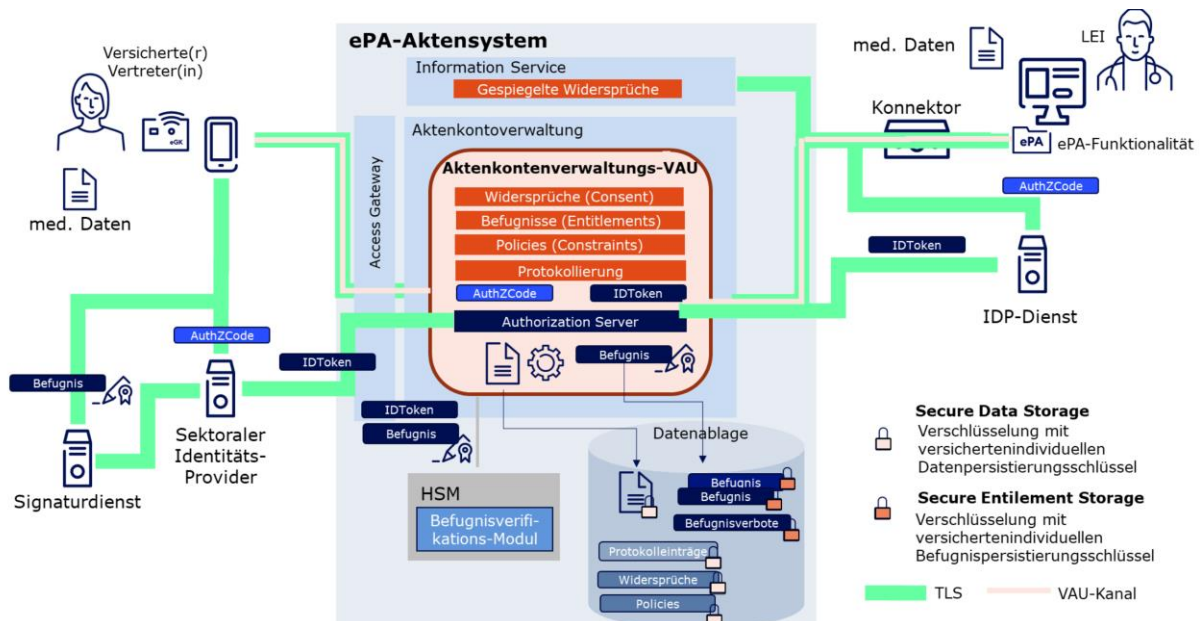 ePA-Aktensystem
Versicherte(r)
Vertreter(in)
eGK
med. Daten
Information Service
Gespiegelte Widersprüche
Access Gateway
Aktenkontoverwaltung
Aktenkontenverwaltungs-VAU
Widersprüche (Consent)
Befugnisse (Entitlements)
Policies (Constraints)
Protokollierung
AuthZCode
IDToken
Authorization Server
Befugnis
med. Daten
LEI
Konnektor
ePA
ePA-Funktionalität
AuthZCode
IDToken
IDP-Dienst
AuthZCode
IDToken
Befugnis
Sektoraler
Identitäts-
Provider
Signaturdienst
IDToken
Befugnis
HSM
Befugnisverifi-
kations-Modul
Datenablage
Befugnis
Befugnis
Befugnisverbote
Protokolleinträge
Widersprüche
Policies
Secure Data Storage
Verschlüsselung mit
versichertenindividuellen
Datenpersistierungsschlüssel
Secure Entilement Storage
Verschlüsselung mit
versichertenindividuellen
Befugnispersistierungsschlüssel
TLS
VAU-Kanal